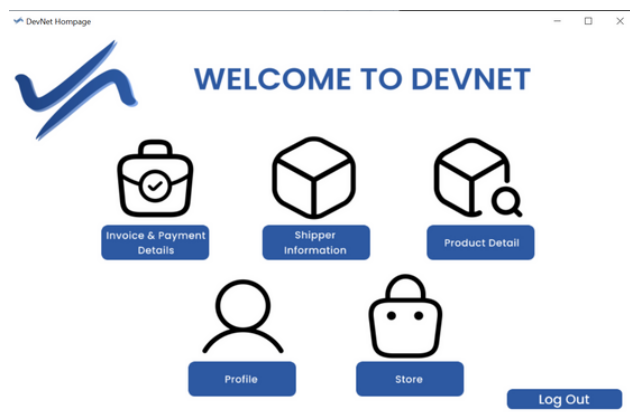 DevNet Hompage
WELCOME TO DEVNET
Invoice & Payment
Details
Shipper
Information
Product Detail
Profile
Store
Log Out